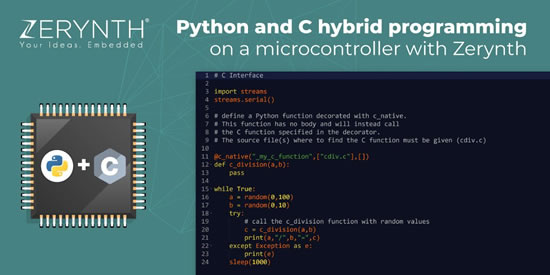 ZERYNTH®
Your Ideas. Embedded
Python and C hybrid programming
on a microcontroller with Zerynth
+ C
1 # C Interface
2
3 import streams
4 streams.serial()
5
6 # define a Python function decorated with c_native.
7 # This function has no body and will instead call
8 # the C function specified in the decorator.
9 # The source file(s) where to find the C function must be given (cdiv.c)
10
11 @c_native("_my_c_function",["cdiv.c"],[])
12 def c_division(a,b):
13 pass
14
15 while True:
16 a = random(0,100)
17 b = random(0,10)
18 try:
19 # call the c_division function with random values
20 c = c_division(a,b)
21 print(a,"/",b,"=",c)
22 except Exception as e:
23 print(e)
24 sleep(1000)